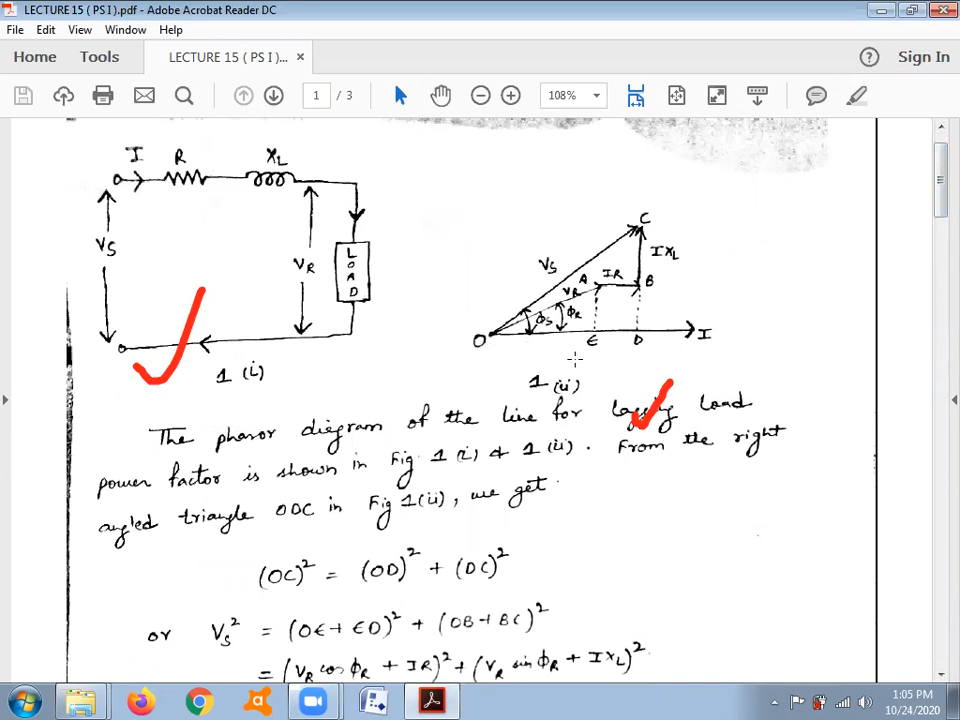 LECTURE 15 ( PS I ).pdf - Adobe Acrobat Reader DC
File Edit View Window Help
Home Tools LECTURE 15 ( PS I )... × Sign In
1 / 3 108%
I R XL
VS VR LOAD
1 (i)
C
VS IXL
A IR B
VR
ϕS ϕR
O E D I
1 (ii)
The phasor diagram of the line for lagging load
power factor is shown in Fig 1 (i) & 1 (ii). From the right
angled triangle ODC in Fig 1 (ii), we get
(OC)² = (OD)² + (DC)²
or VS² = (OE + ED)² + (OB + BC)²
= (VR cos ϕR + IR)² + (VR sin ϕR + IXL)²
1:05 PM
10/24/2020